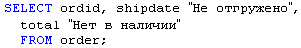 SELECT ordid, shipdate "Не отгружено",
total "Нет в наличии"
FROM order;